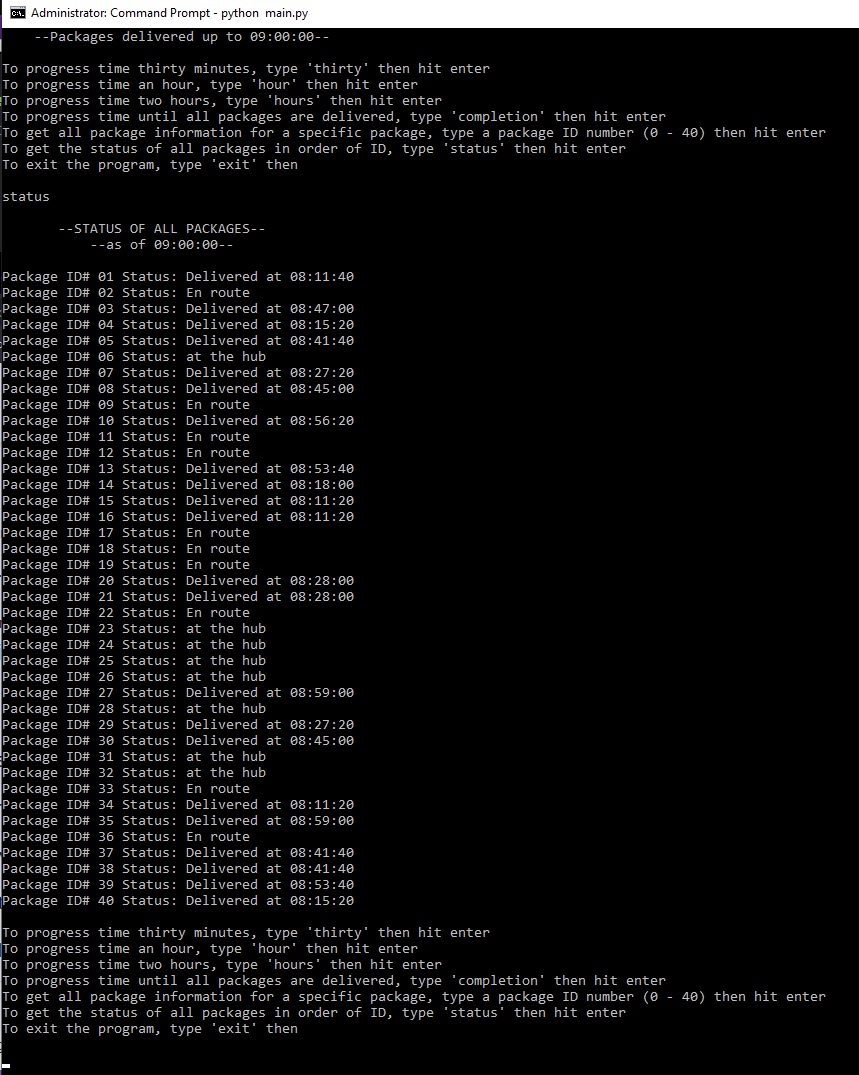 Administrator: Command Prompt - python main.py
--Packages delivered up to 09:00:00--
To progress time thirty minutes, type 'thirty' then hit enter
To progress time an hour, type 'hour' then hit enter
To progress time two hours, type 'hours' then hit enter
To progress time until all packages are delivered, type 'completion' then hit enter
To get all package information for a specific package, type a package ID number (0 - 40) then hit enter
To get the status of all packages in order of ID, type 'status' then hit enter
To exit the program, type 'exit' then
status
--STATUS OF ALL PACKAGES--
--as of 09:00:00--
Package ID# 01 Status: Delivered at 08:11:40
Package ID# 02 Status: En route
Package ID# 03 Status: Delivered at 08:47:00
Package ID# 04 Status: Delivered at 08:15:20
Package ID# 05 Status: Delivered at 08:41:40
Package ID# 06 Status: at the hub
Package ID# 07 Status: Delivered at 08:27:20
Package ID# 08 Status: Delivered at 08:45:00
Package ID# 09 Status: En route
Package ID# 10 Status: Delivered at 08:56:20
Package ID# 11 Status: En route
Package ID# 12 Status: En route
Package ID# 13 Status: Delivered at 08:53:40
Package ID# 14 Status: Delivered at 08:18:00
Package ID# 15 Status: Delivered at 08:11:20
Package ID# 16 Status: Delivered at 08:11:20
Package ID# 17 Status: En route
Package ID# 18 Status: En route
Package ID# 19 Status: En route
Package ID# 20 Status: Delivered at 08:28:00
Package ID# 21 Status: Delivered at 08:28:00
Package ID# 22 Status: En route
Package ID# 23 Status: at the hub
Package ID# 24 Status: at the hub
Package ID# 25 Status: at the hub
Package ID# 26 Status: at the hub
Package ID# 27 Status: Delivered at 08:59:00
Package ID# 28 Status: at the hub
Package ID# 29 Status: Delivered at 08:27:20
Package ID# 30 Status: Delivered at 08:45:00
Package ID# 31 Status: at the hub
Package ID# 32 Status: at the hub
Package ID# 33 Status: En route
Package ID# 34 Status: Delivered at 08:11:20
Package ID# 35 Status: Delivered at 08:59:00
Package ID# 36 Status: En route
Package ID# 37 Status: Delivered at 08:41:40
Package ID# 38 Status: Delivered at 08:41:40
Package ID# 39 Status: Delivered at 08:53:40
Package ID# 40 Status: Delivered at 08:15:20
To progress time thirty minutes, type 'thirty' then hit enter
To progress time an hour, type 'hour' then hit enter
To progress time two hours, type 'hours' then hit enter
To progress time until all packages are delivered, type 'completion' then hit enter
To get all package information for a specific package, type a package ID number (0 - 40) then hit enter
To get the status of all packages in order of ID, type 'status' then hit enter
To exit the program, type 'exit' then